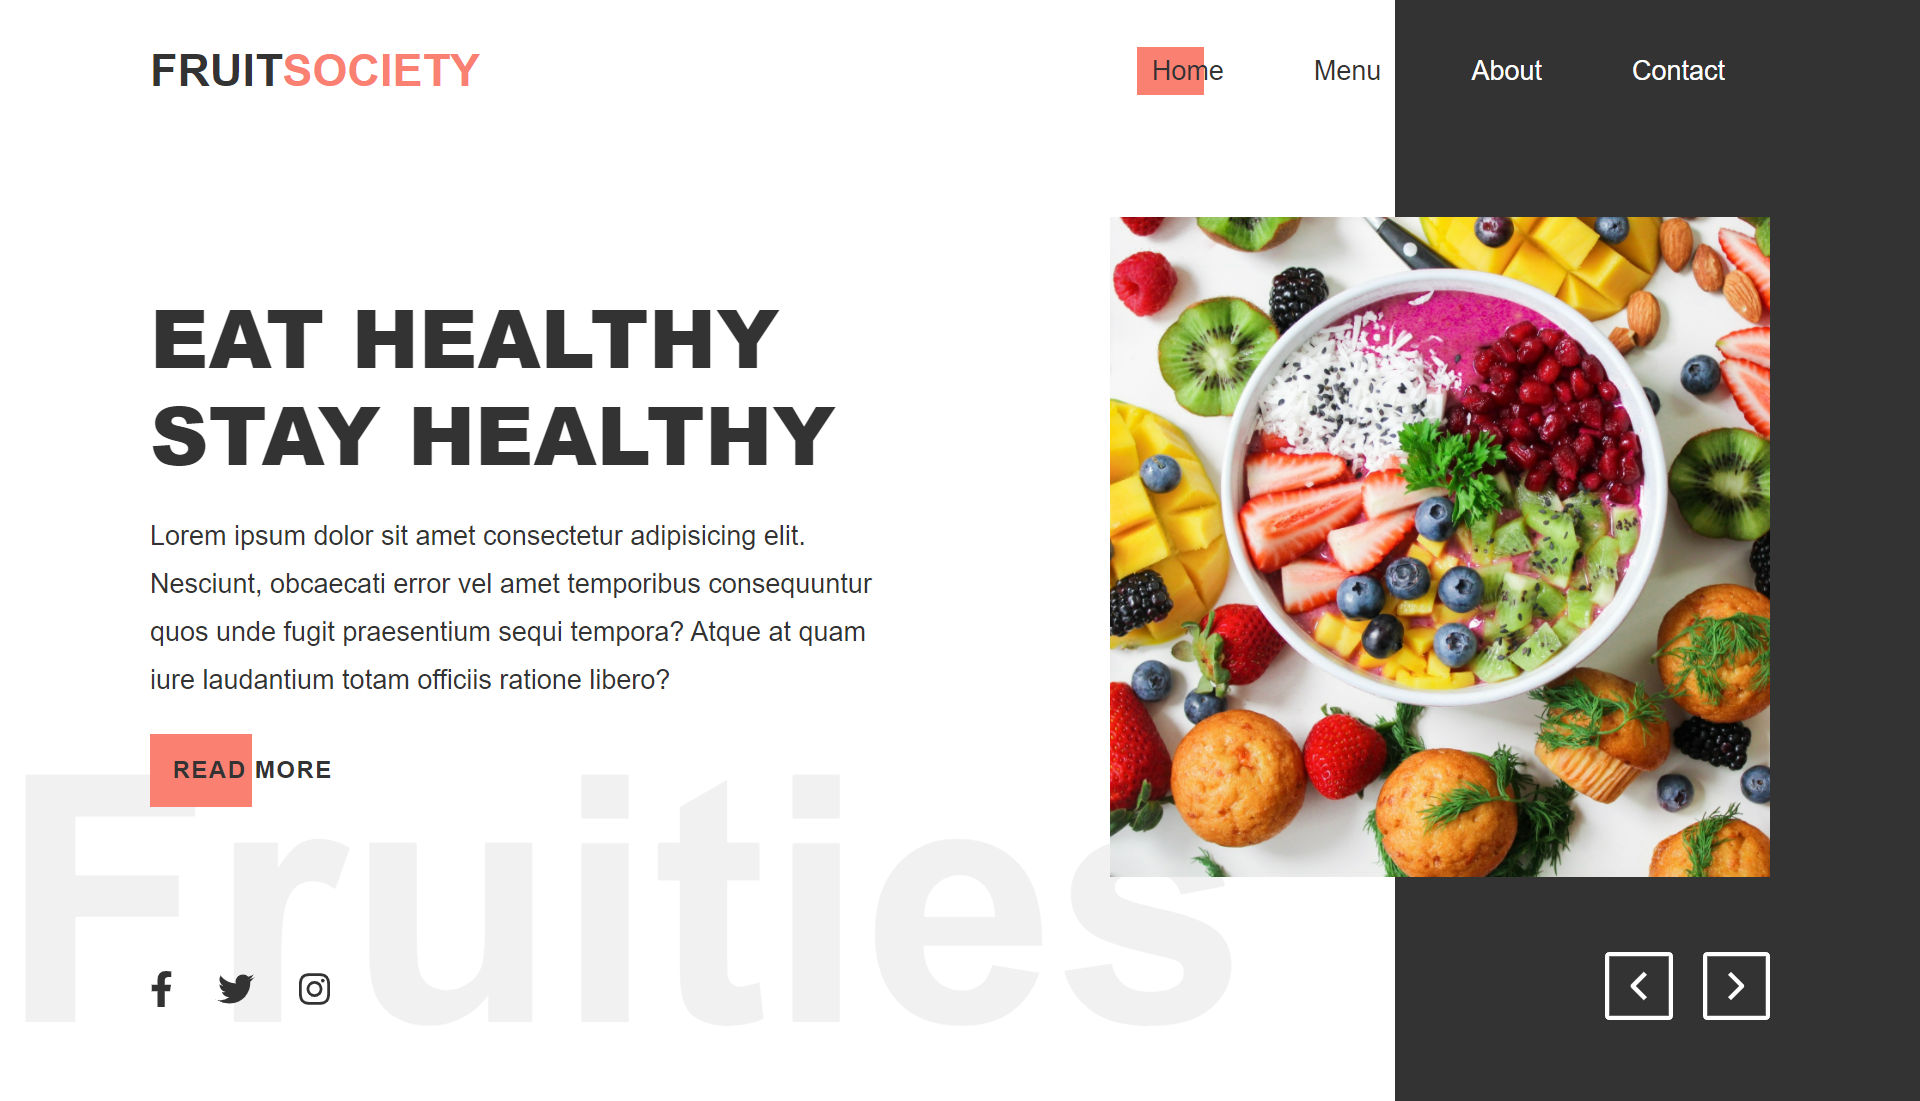 FRUITSOCIETY
Home Menu About Contact
EAT HEALTHY
STAY HEALTHY
Lorem ipsum dolor sit amet consectetur adipisicing elit.
Nesciunt, obcaecati error vel amet temporibus consequuntur
quos unde fugit praesentium sequi tempora? Atque at quam
iure laudantium totam officiis ratione libero?
READ MORE
Fruities